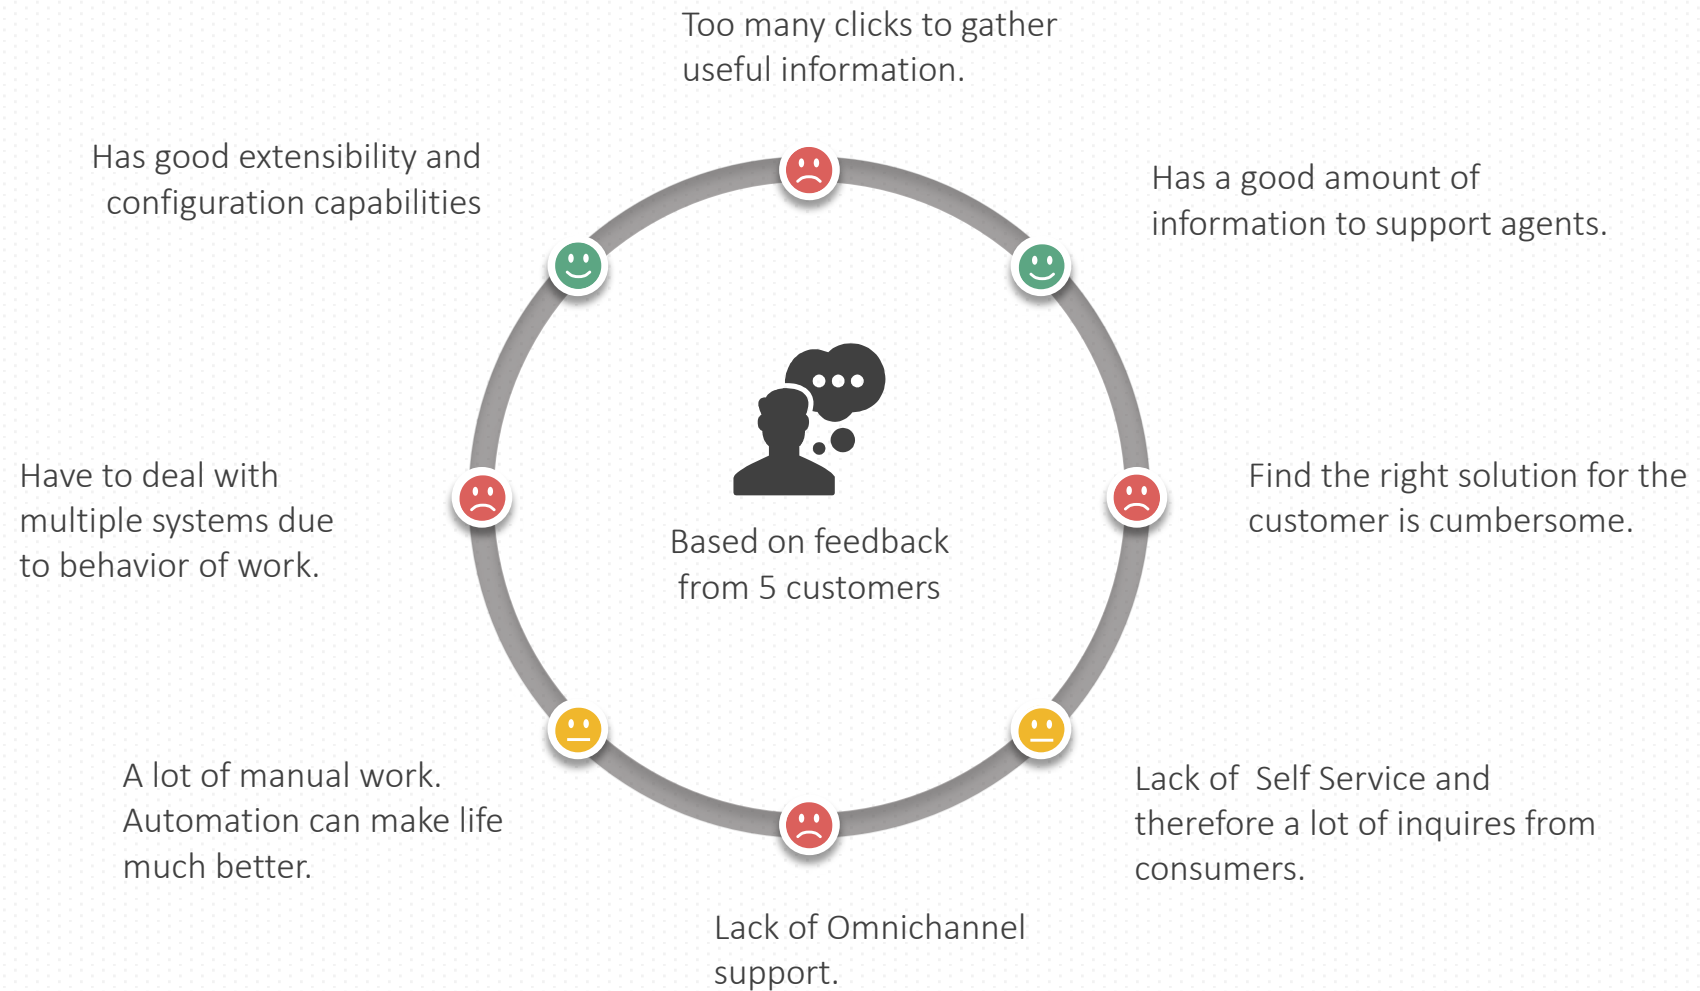 Too many clicks to gather
useful information.
Has good extensibility and
configuration capabilities
Has a good amount of
information to support agents.
Have to deal with
multiple systems due
to behavior of work.
Based on feedback
from 5 customers
Find the right solution for the
customer is cumbersome.
A lot of manual work.
Automation can make life
much better.
Lack of  Self Service and
therefore a lot of inquires from
consumers.
Lack of Omnichannel
support.